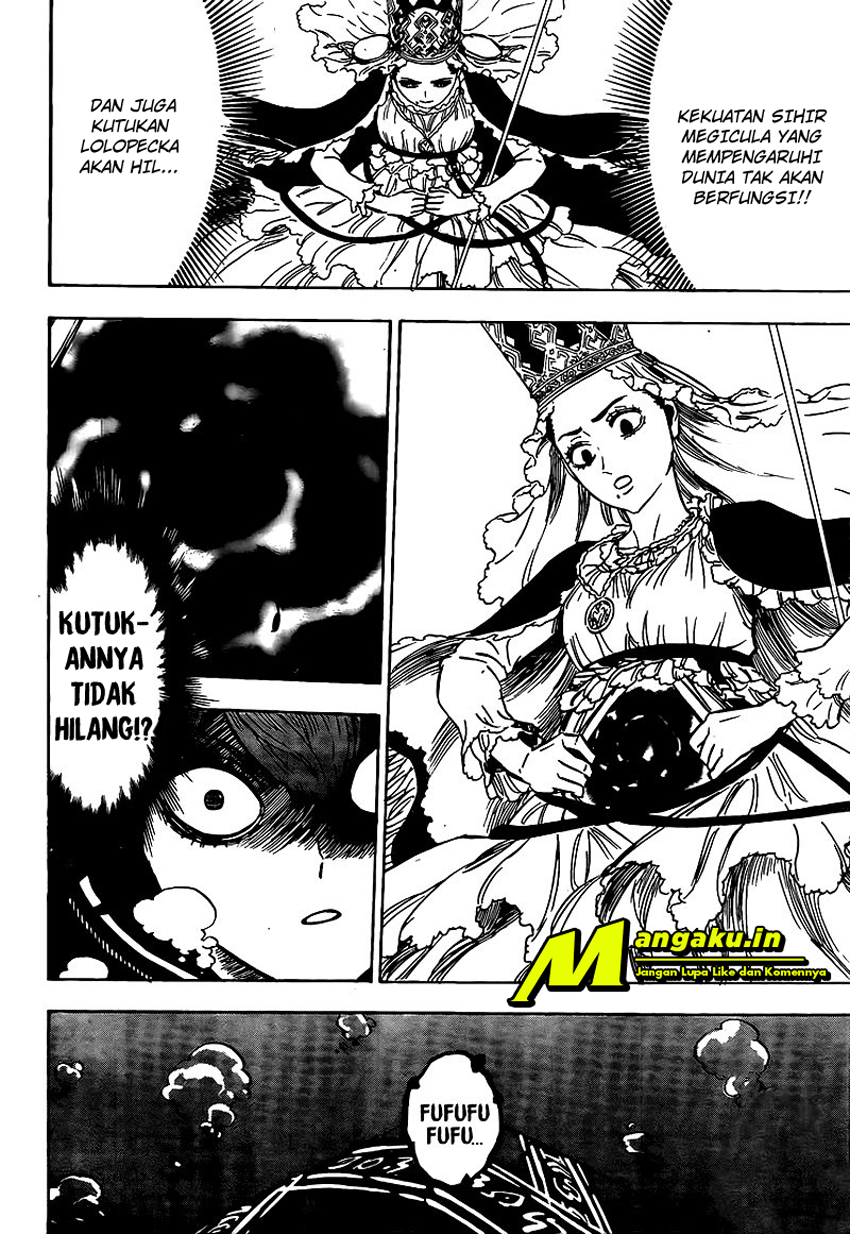 KEKUATAN SIHIR
MEGICULA YANG
MEMPENGARUHI
DUNIA TAK AKAN
BERFUNGSI!!
DAN JUGA
KUTUKAN
LOLOPECKA
AKAN HIL...
KUTUK-
ANNYA
TIDAK
HILANG!?
Mangaku.in
Jangan Lupa Like dan Komennya
FUFUFU
FUFU...